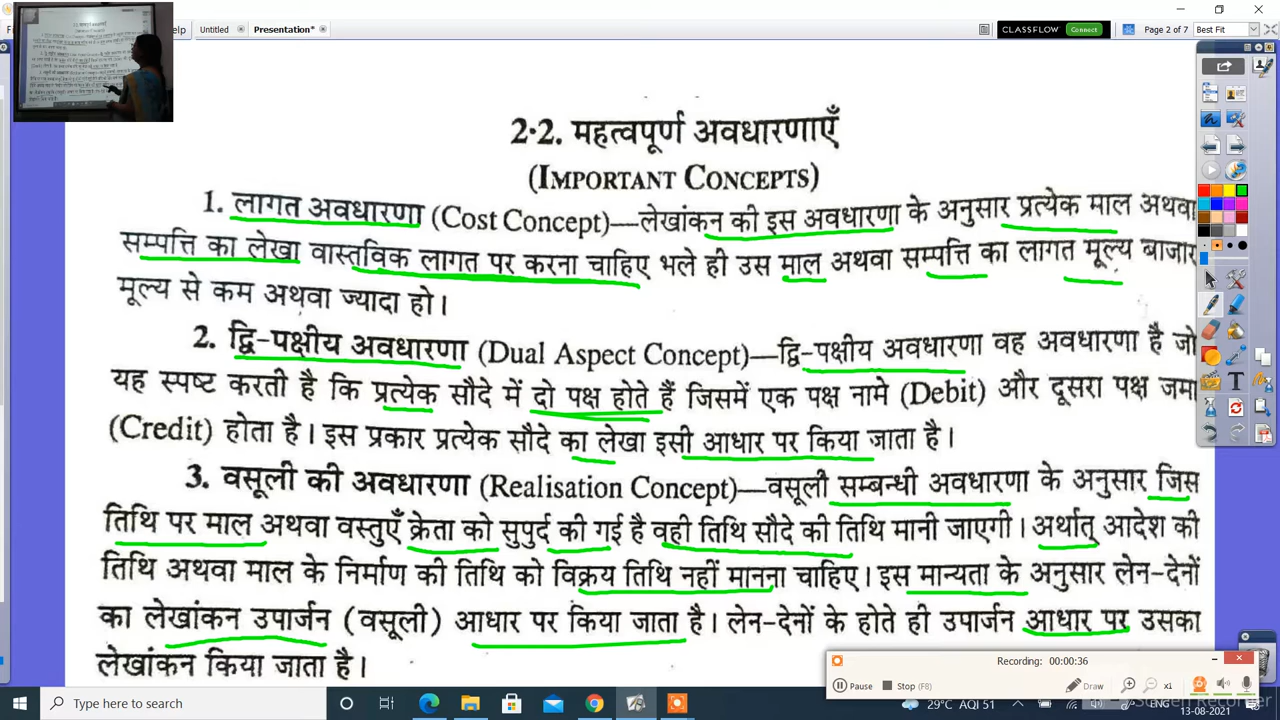 elp Untitled Presentation* CLASSFLOW Connect Page 2 of 7 Best Fit
2·2. महत्वपूर्ण अवधारणाएँ
(IMPORTANT CONCEPTS)
1. लागत अवधारणा (Cost Concept)—लेखांकन की इस अवधारणा के अनुसार प्रत्येक माल अथवा
सम्पत्ति का लेखा वास्तविक लागत पर करना चाहिए भले ही उस माल अथवा सम्पत्ति का लागत मूल्य बाजार
मूल्य से कम अथवा ज्यादा हो।
2. द्वि-पक्षीय अवधारणा (Dual Aspect Concept)—द्वि-पक्षीय अवधारणा वह अवधारणा है जो
यह स्पष्ट करती है कि प्रत्येक सौदे में दो पक्ष होते हैं जिसमें एक पक्ष नामे (Debit) और दूसरा पक्ष जमा
(Credit) होता है। इस प्रकार प्रत्येक सौदे का लेखा इसी आधार पर किया जाता है।
3. वसूली की अवधारणा (Realisation Concept)—वसूली सम्बन्धी अवधारणा के अनुसार जिस
तिथि पर माल अथवा वस्तुएँ क्रेता को सुपुर्द की गई है वही तिथि सौदे की तिथि मानी जाएगी। अर्थात् आदेश की
तिथि अथवा माल के निर्माण की तिथि को विक्रय तिथि नहीं मानना चाहिए। इस मान्यता के अनुसार लेन-देनों
का लेखांकन उपार्जन (वसूली) आधार पर किया जाता है। लेन-देनों के होते ही उपार्जन आधार पर उसका
लेखांकन किया जाता है।
Recording: 00:00:36
Pause Stop (F8) Draw x1
Type here to search 29°C AQI 51 ENG 13-08-2021